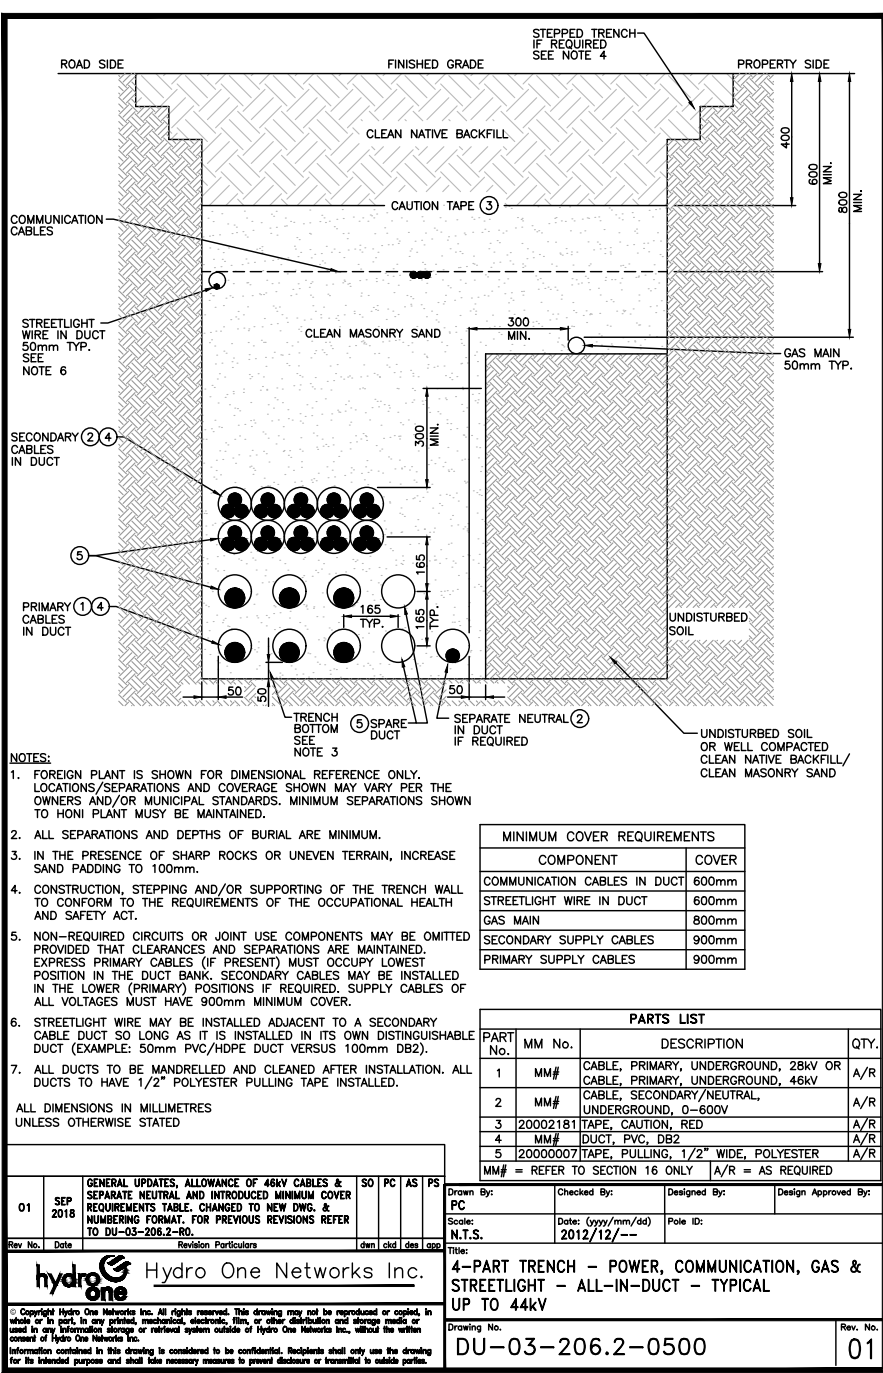 STEPPED TRENCH
IF REQUIRED
SEE NOTE 4
ROAD SIDE
FINISHED GRADE
PROPERTY SIDE
CLEAN NATIVE BACKFILL
400
600
MIN.
800
MIN.
CAUTION TAPE 3
COMMUNICATION
CABLES
STREETLIGHT
WIRE IN DUCT
50mm TYP.
SEE
NOTE 6
CLEAN MASONRY SAND
300
MIN.
GAS MAIN
50mm TYP.
300
MIN.
SECONDARY 2 4
CABLES
IN DUCT
5
165
165
TYP.
165
TYP.
PRIMARY 1 4
CABLES
IN DUCT
UNDISTURBED
SOIL
50
50
50
TRENCH
BOTTOM
SEE
NOTE 3
5 SPARE
DUCT
SEPARATE NEUTRAL 2
IN DUCT
IF REQUIRED
UNDISTURBED SOIL
OR WELL COMPACTED
CLEAN NATIVE BACKFILL/
CLEAN MASONRY SAND
NOTES:
1. FOREIGN PLANT IS SHOWN FOR DIMENSIONAL REFERENCE ONLY.
LOCATIONS/SEPARATIONS AND COVERAGE SHOWN MAY VARY PER THE
OWNERS AND/OR MUNICIPAL STANDARDS. MINIMUM SEPARATIONS SHOWN
TO HONI PLANT MUSY BE MAINTAINED.
2. ALL SEPARATIONS AND DEPTHS OF BURIAL ARE MINIMUM.
3. IN THE PRESENCE OF SHARP ROCKS OR UNEVEN TERRAIN, INCREASE
SAND PADDING TO 100mm.
4. CONSTRUCTION, STEPPING AND/OR SUPPORTING OF THE TRENCH WALL
TO CONFORM TO THE REQUIREMENTS OF THE OCCUPATIONAL HEALTH
AND SAFETY ACT.
5. NON-REQUIRED CIRCUITS OR JOINT USE COMPONENTS MAY BE OMITTED
PROVIDED THAT CLEARANCES AND SEPARATIONS ARE MAINTAINED.
EXPRESS PRIMARY CABLES (IF PRESENT) MUST OCCUPY LOWEST
POSITION IN THE DUCT BANK. SECONDARY CABLES MAY BE INSTALLED
IN THE LOWER (PRIMARY) POSITIONS IF REQUIRED. SUPPLY CABLES OF
ALL VOLTAGES MUST HAVE 900mm MINIMUM COVER.
6. STREETLIGHT WIRE MAY BE INSTALLED ADJACENT TO A SECONDARY
CABLE DUCT SO LONG AS IT IS INSTALLED IN ITS OWN DISTINGUISHABLE
DUCT (EXAMPLE: 50mm PVC/HDPE DUCT VERSUS 100mm DB2).
7. ALL DUCTS TO BE MANDRELLED AND CLEANED AFTER INSTALLATION. ALL
DUCTS TO HAVE 1/2" POLYESTER PULLING TAPE INSTALLED.
ALL DIMENSIONS IN MILLIMETRES
UNLESS OTHERWISE STATED
MINIMUM COVER REQUIREMENTS
COMPONENT COVER
COMMUNICATION CABLES IN DUCT 600mm
STREETLIGHT WIRE IN DUCT 600mm
GAS MAIN 800mm
SECONDARY SUPPLY CABLES 900mm
PRIMARY SUPPLY CABLES 900mm
PARTS LIST
PART No. MM No. DESCRIPTION QTY.
1 MM# CABLE, PRIMARY, UNDERGROUND, 28kV OR
CABLE, PRIMARY, UNDERGROUND, 46kV A/R
2 MM# CABLE, SECONDARY/NEUTRAL,
UNDERGROUND, 0-600V A/R
3 20002181 TAPE, CAUTION, RED A/R
4 MM# DUCT, PVC, DB2 A/R
5 20000007 TAPE, PULLING, 1/2" WIDE, POLYESTER A/R
MM# = REFER TO SECTION 16 ONLY A/R = AS REQUIRED
01 SEP 2018 GENERAL UPDATES, ALLOWANCE OF 46kV CABLES &
SEPARATE NEUTRAL AND INTRODUCED MINIMUM COVER
REQUIREMENTS TABLE. CHANGED TO NEW DWG. &
NUMBERING FORMAT. FOR PREVIOUS REVISIONS REFER
TO DU-03-206.2-R0. SO PC AS PS
Rev No. Date Revision Particulars dwn ckd des app
Drawn By: Checked By: Designed By: Design Approved By:
PC
Scale: Date: (yyyy/mm/dd) Pole ID:
N.T.S. 2012/12/--
hydro one
Hydro One Networks Inc.
Title:
4-PART TRENCH - POWER, COMMUNICATION, GAS &
STREETLIGHT - ALL-IN-DUCT - TYPICAL
UP TO 44kV
© Copyright Hydro One Networks Inc. All rights reserved. This drawing may not be reproduced or copied, in
whole or in part, in any printed, mechanical, electronic, film, or other distribution and storage media or
used in any information storage or retrieval system outside of Hydro One Networks Inc., without the written
consent of Hydro One Networks Inc.
Information contained in this drawing is considered to be confidential. Recipients shall only use the drawing
for its intended purpose and shall take necessary measures to prevent disclosure or transmittal to outside parties.
Drawing No. Rev. No.
DU-03-206.2-0500 01